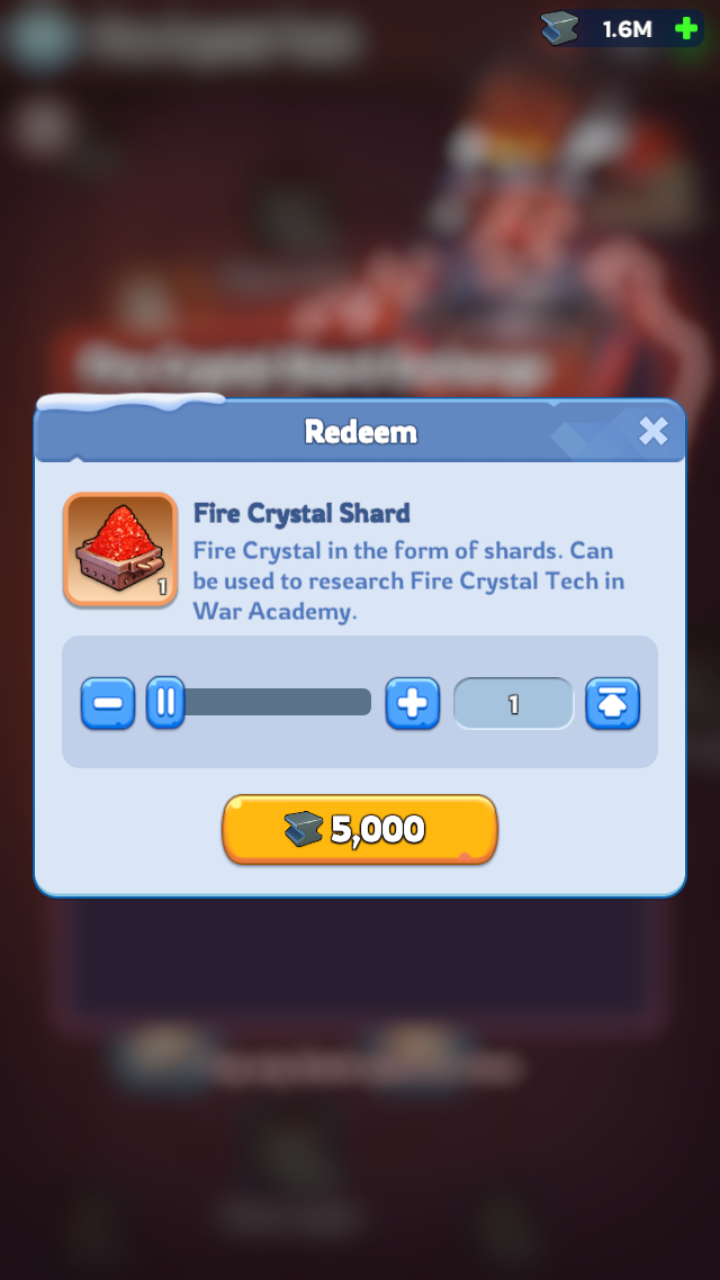 1.6M
Redeem
Fire Crystal Shard
Fire Crystal in the form of shards. Can
be used to research Fire Crystal Tech in
War Academy.
1
1
5,000